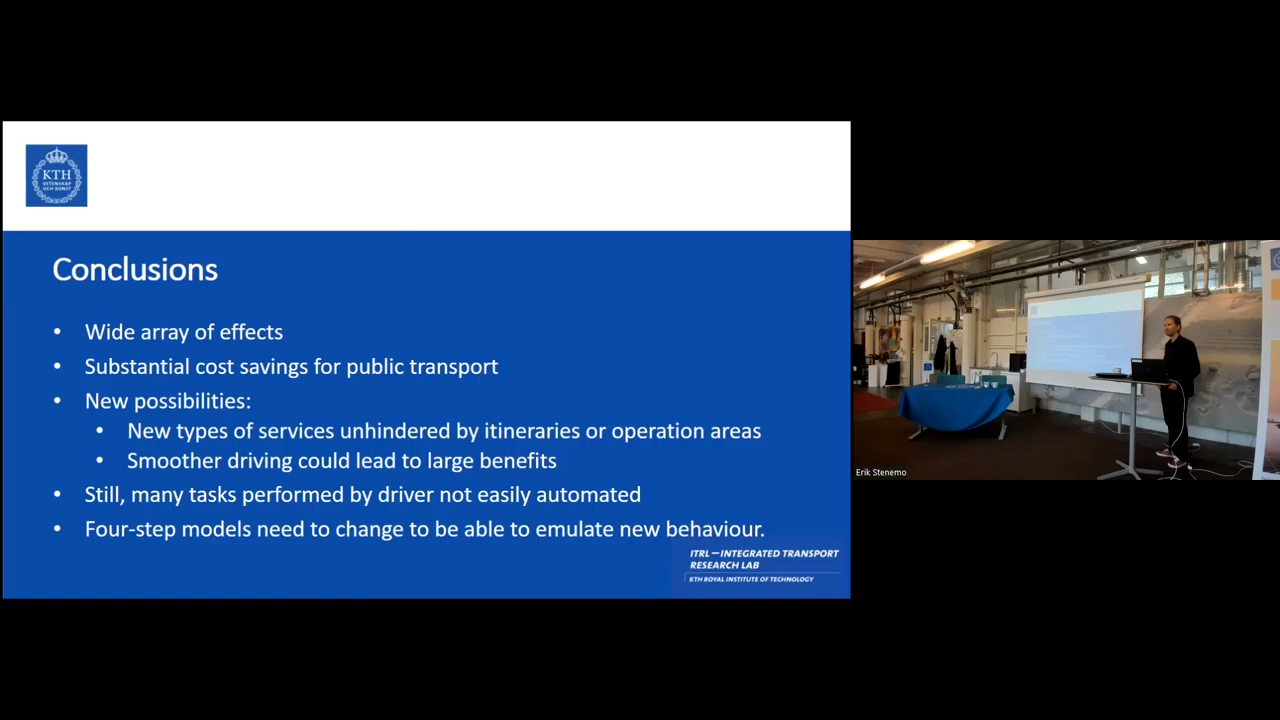 KTH
VETENSKAP
OCH KONST
Conclusions
• Wide array of effects
• Substantial cost savings for public transport
• New possibilities:
• New types of services unhindered by itineraries or operation areas
• Smoother driving could lead to large benefits
• Still, many tasks performed by driver not easily automated
• Four-step models need to change to be able to emulate new behaviour.
ITRL – INTEGRATED TRANSPORT
RESEARCH LAB
KTH ROYAL INSTITUTE OF TECHNOLOGY
Erik Stenemo